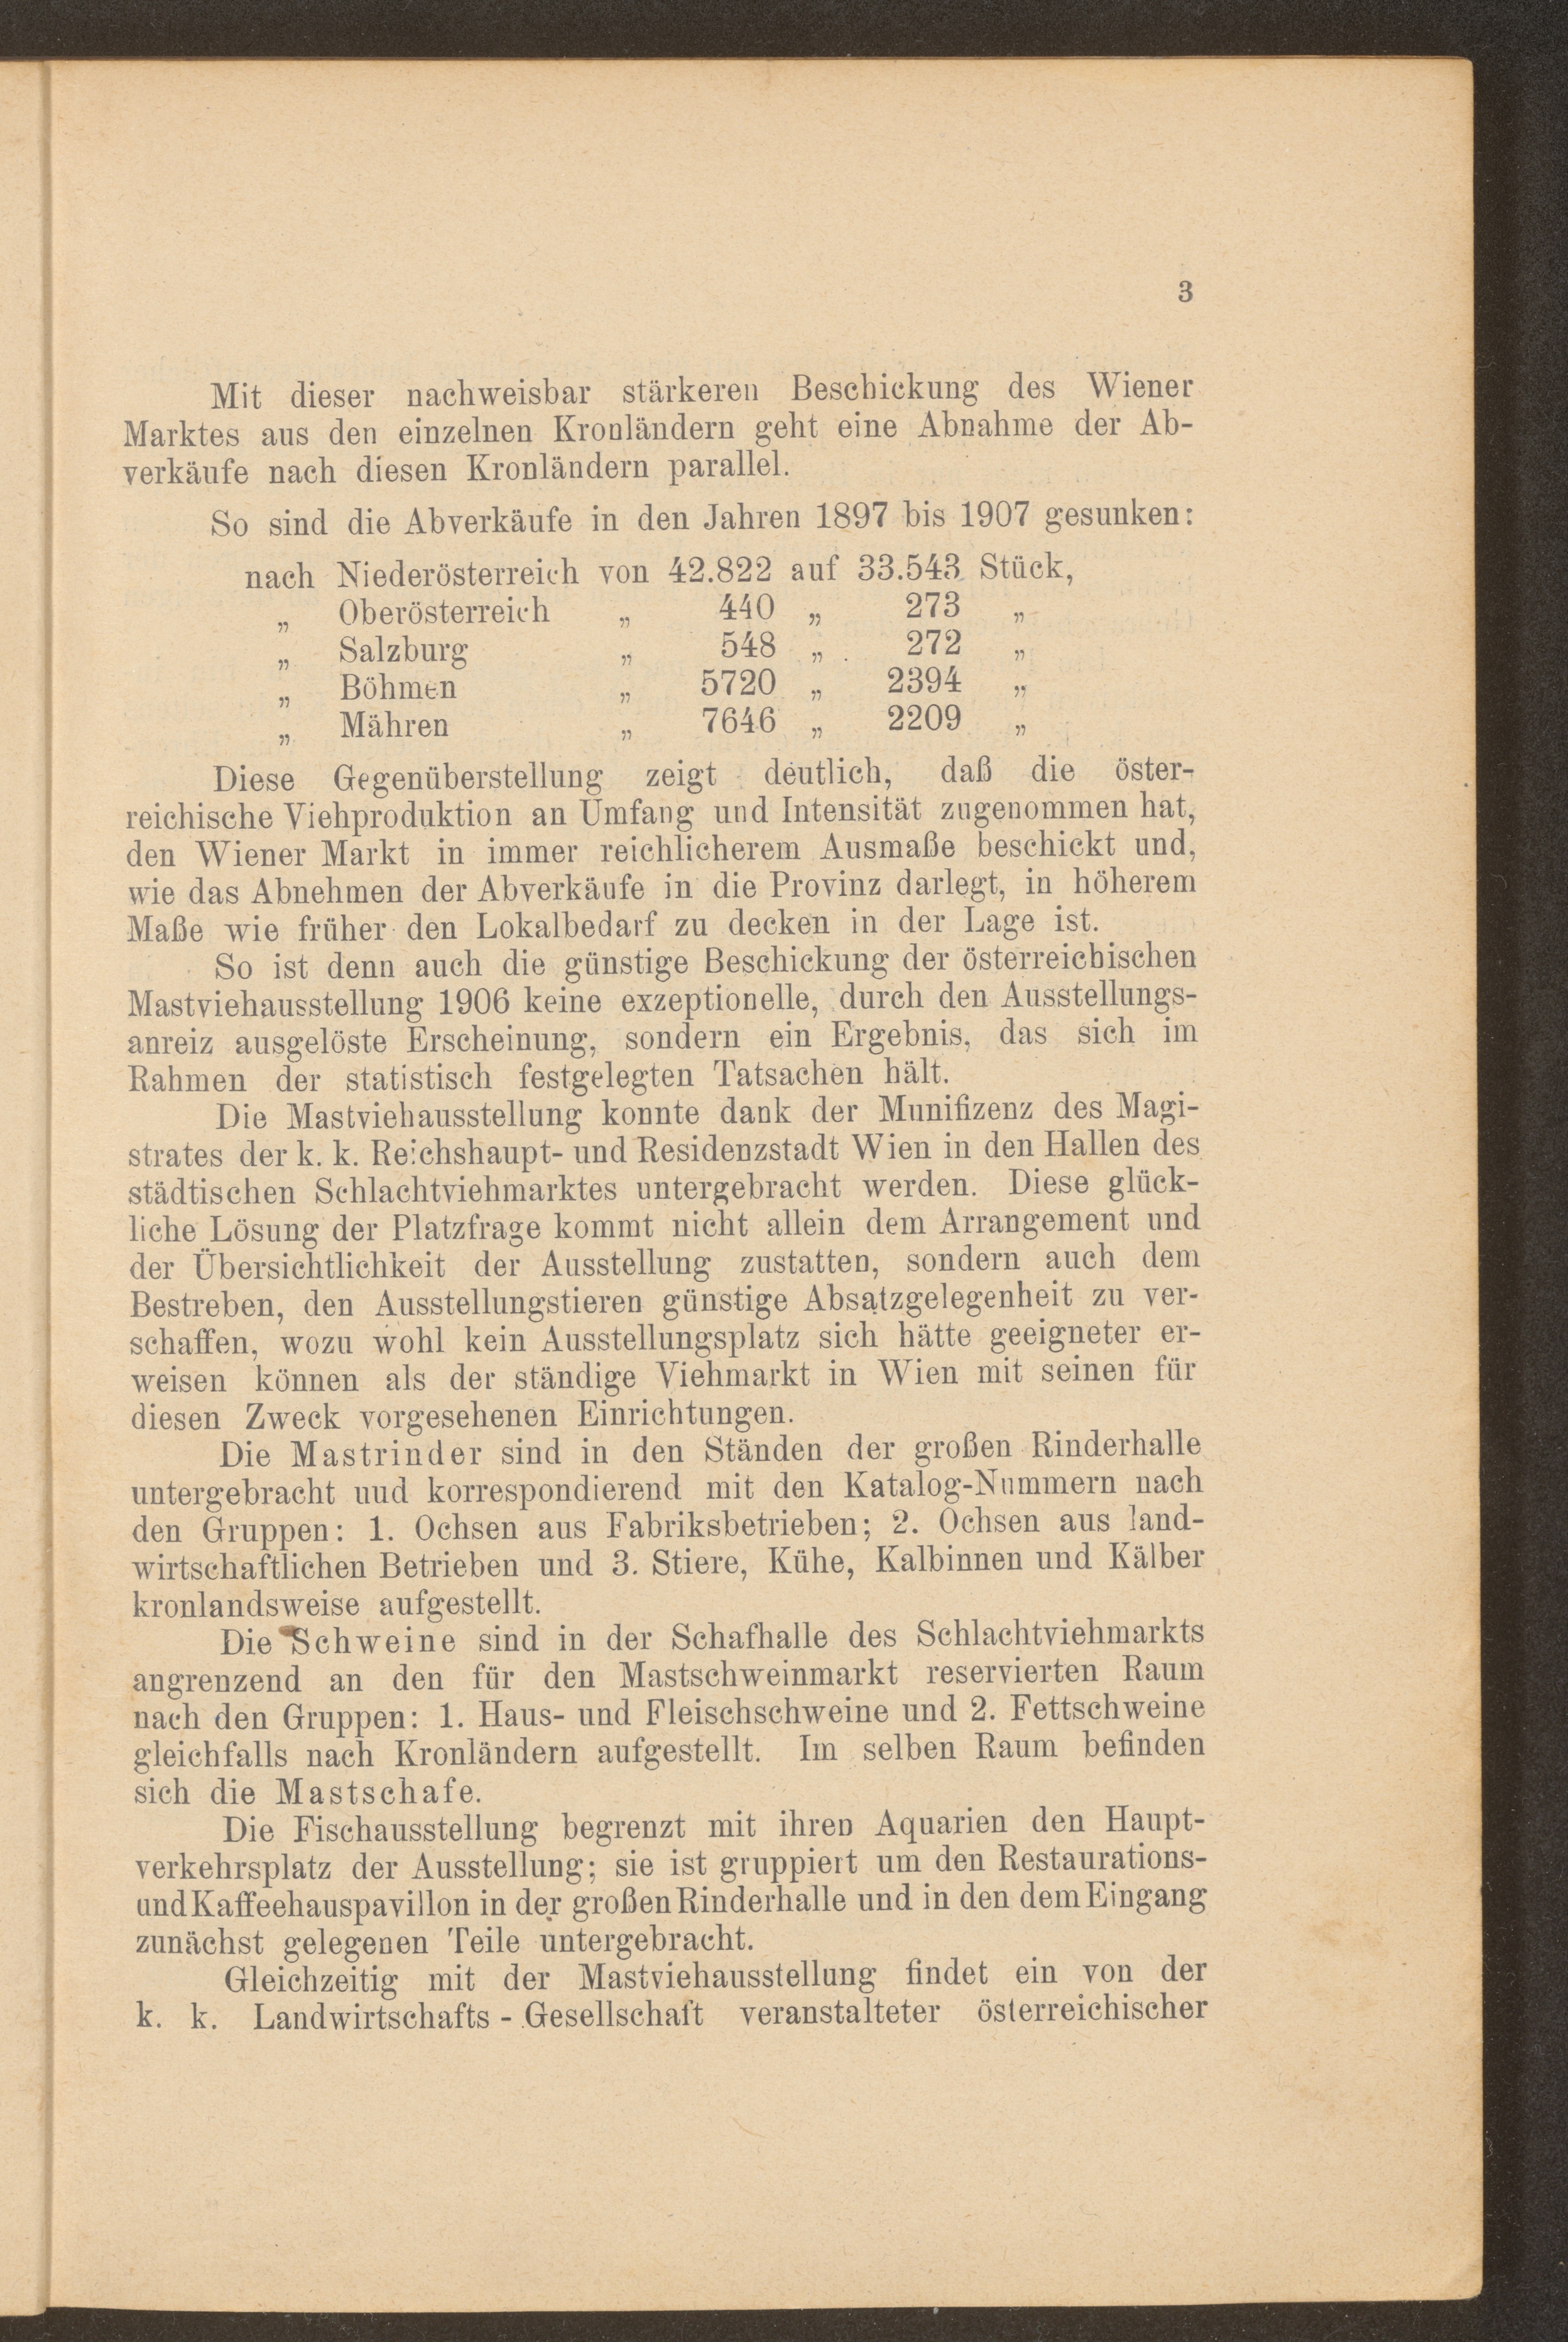 3
Mit dieser nachweisbar stärkeren Beschickung des Wiener
Marktes aus den einzelnen Kronländern geht eine Abnahme der Ab-
verkäufe nach diesen Kronländern parallel.
So sind die Abverkäufe in den Jahren 1897 bis 1907 gesunken:
nach Niederösterreich von 42.822 auf 33.543 Stück,
„ Oberösterreich „ 440 „ 273 „
„ Salzburg „ 548 „ 272 „
„ Böhmen „ 5720 „ 2394 „
„ Mähren „ 7646 „ 2209 „
Diese Gegenüberstellung zeigt deutlich, daß die öster-
reichische Viehproduktion an Umfang und Intensität zugenommen hat,
den Wiener Markt in immer reichlicherem Ausmaße beschickt und,
wie das Abnehmen der Abverkäufe in die Provinz darlegt, in höherem
Maße wie früher den Lokalbedarf zu decken in der Lage ist.
So ist denn auch die günstige Beschickung der österreichischen
Mastviehausstellung 1906 keine exzeptionelle, durch den Ausstellungs-
anreiz ausgelöste Erscheinung, sondern ein Ergebnis, das sich im
Rahmen der statistisch festgelegten Tatsachen hält.
Die Mastviehausstellung konnte dank der Munifizenz des Magi-
strates der k. k. Reichshaupt- und Residenzstadt Wien in den Hallen des
städtischen Schlachtviehmarktes untergebracht werden. Diese glück-
liche Lösung der Platzfrage kommt nicht allein dem Arrangement und
der Übersichtlichkeit der Ausstellung zustatten, sondern auch dem
Bestreben, den Ausstellungstieren günstige Absatzgelegenheit zu ver-
schaffen, wozu wohl kein Ausstellungsplatz sich hätte geeigneter er-
weisen können als der ständige Viehmarkt in Wien mit seinen für
diesen Zweck vorgesehenen Einrichtungen.
Die Mastrinder sind in den Ständen der großen Rinderhalle
untergebracht uud korrespondierend mit den Katalog-Nummern nach
den Gruppen: 1. Ochsen aus Fabriksbetrieben; 2. Ochsen aus land-
wirtschaftlichen Betrieben und 3. Stiere, Kühe, Kalbinnen und Kälber
kronlandsweise aufgestellt.
Die Schweine sind in der Schafhalle des Schlachtviehmarkts
angrenzend an den für den Mastschweinmarkt reservierten Raum
nach den Gruppen: 1. Haus- und Fleischschweine und 2. Fettschweine
gleichfalls nach Kronländern aufgestellt. Im selben Raum befinden
sich die Mastschafe.
Die Fischausstellung begrenzt mit ihren Aquarien den Haupt-
verkehrsplatz der Ausstellung; sie ist gruppiert um den Restaurations-
und Kaffeehauspavillon in der großen Rinderhalle und in den dem Eingang
zunächst gelegenen Teile untergebracht.
Gleichzeitig mit der Mastviehausstellung findet ein von der
k. k. Landwirtschafts - Gesellschaft veranstalteter österreichischer